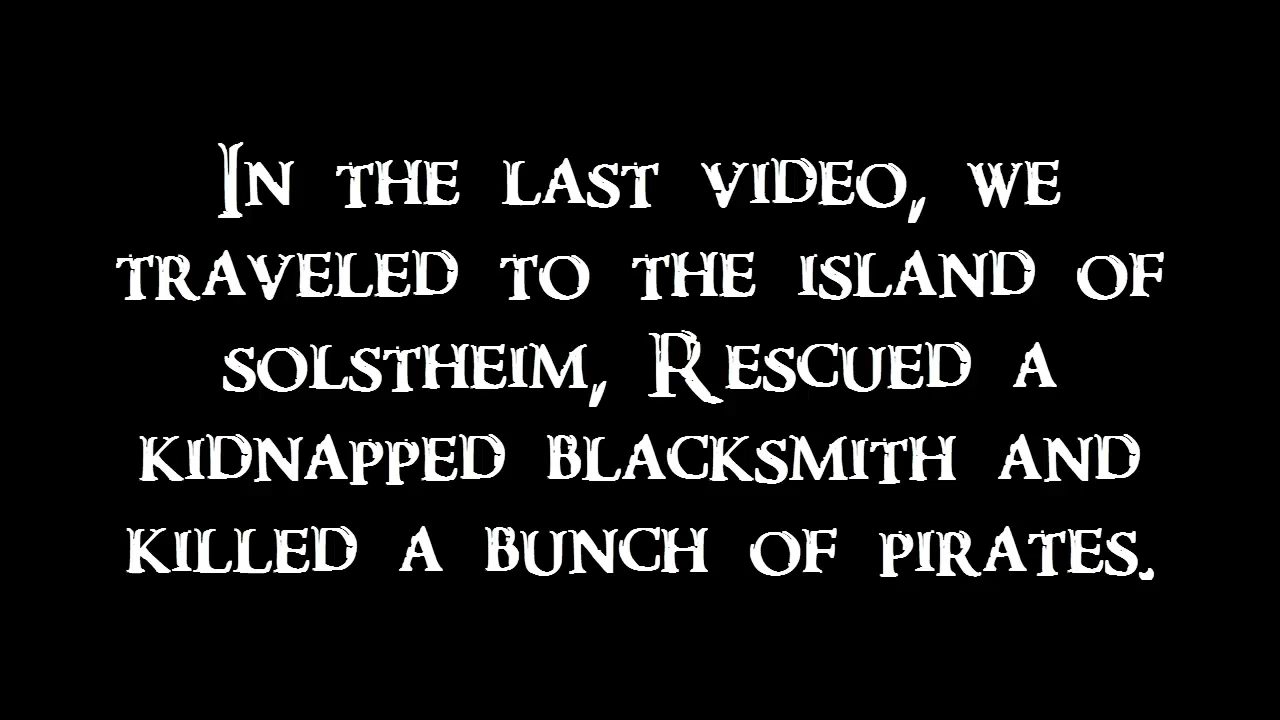 In the last video, we
traveled to the island of
solstheim, Rescued a
kidnapped blacksmith and
killed a bunch of pirates.